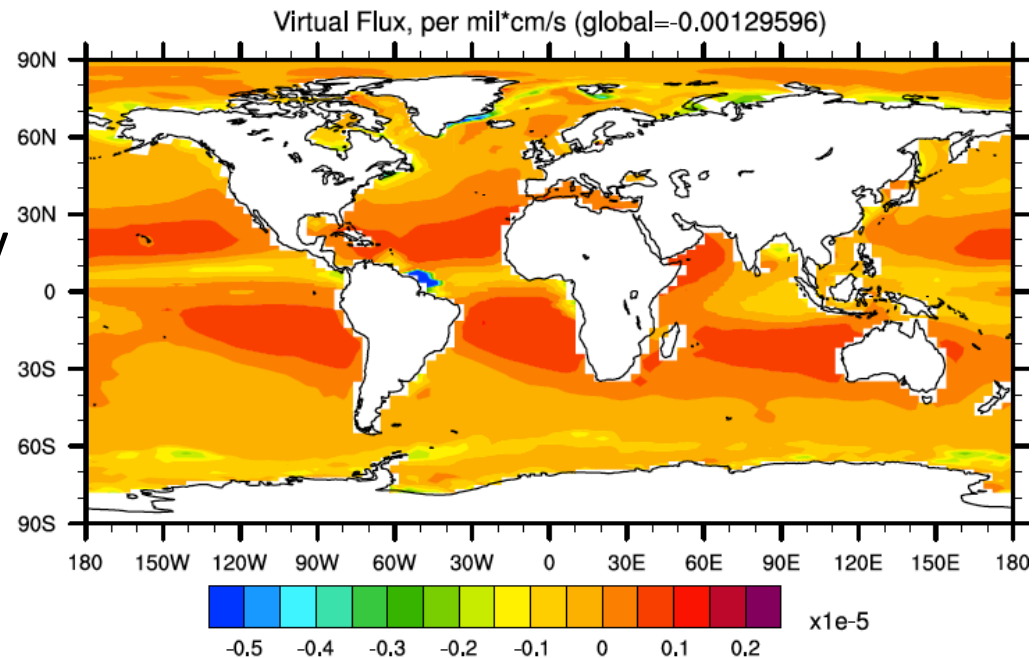 Virtual Flux, per mil*cm/s (global=-0.00129596)
90N
60N
30N
y
0
30S
60S
90S
180 150W 120W 90W 60W 30W 0 30E 60E 90E 120E 150E 180
-0.5 -0.4 -0.3 -0.2 -0.1 0 0.1 0.2 x1e-5